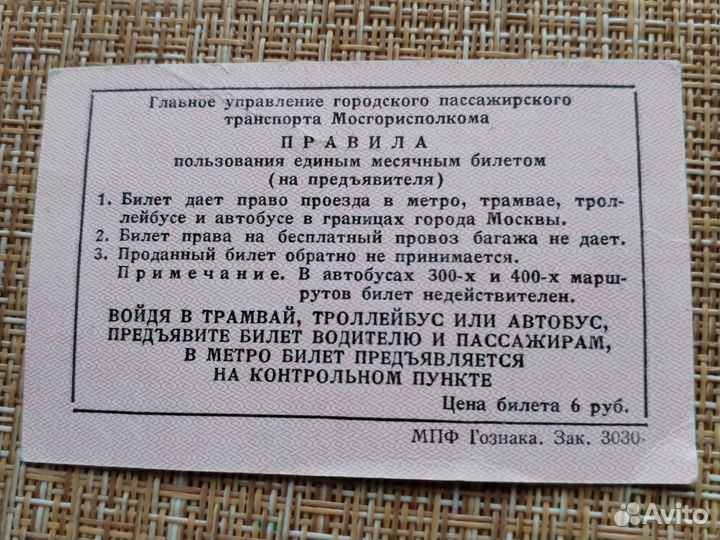 Главное управление городского пассажирского
транспорта Мосгорисполкома
ПРАВИЛА
пользования единым месячным билетом
(на предъявителя)
1. Билет дает право проезда в метро, трамвае, трол-
лейбусе и автобусе в границах города Москвы.
2. Билет права на бесплатный провоз багажа не дает.
3. Проданный билет обратно не принимается.
Примечание. В автобусах 300-х и 400-х марш-
рутов билет недействителен.
ВОЙДЯ В ТРАМВАЙ, ТРОЛЛЕЙБУС ИЛИ АВТОБУС,
ПРЕДЪЯВИТЕ БИЛЕТ ВОДИТЕЛЮ И ПАССАЖИРАМ,
В МЕТРО БИЛЕТ ПРЕДЪЯВЛЯЕТСЯ
НА КОНТРОЛЬНОМ ПУНКТЕ
Цена билета 6 руб.
МПФ Гознака. Зак. 3030
Avito